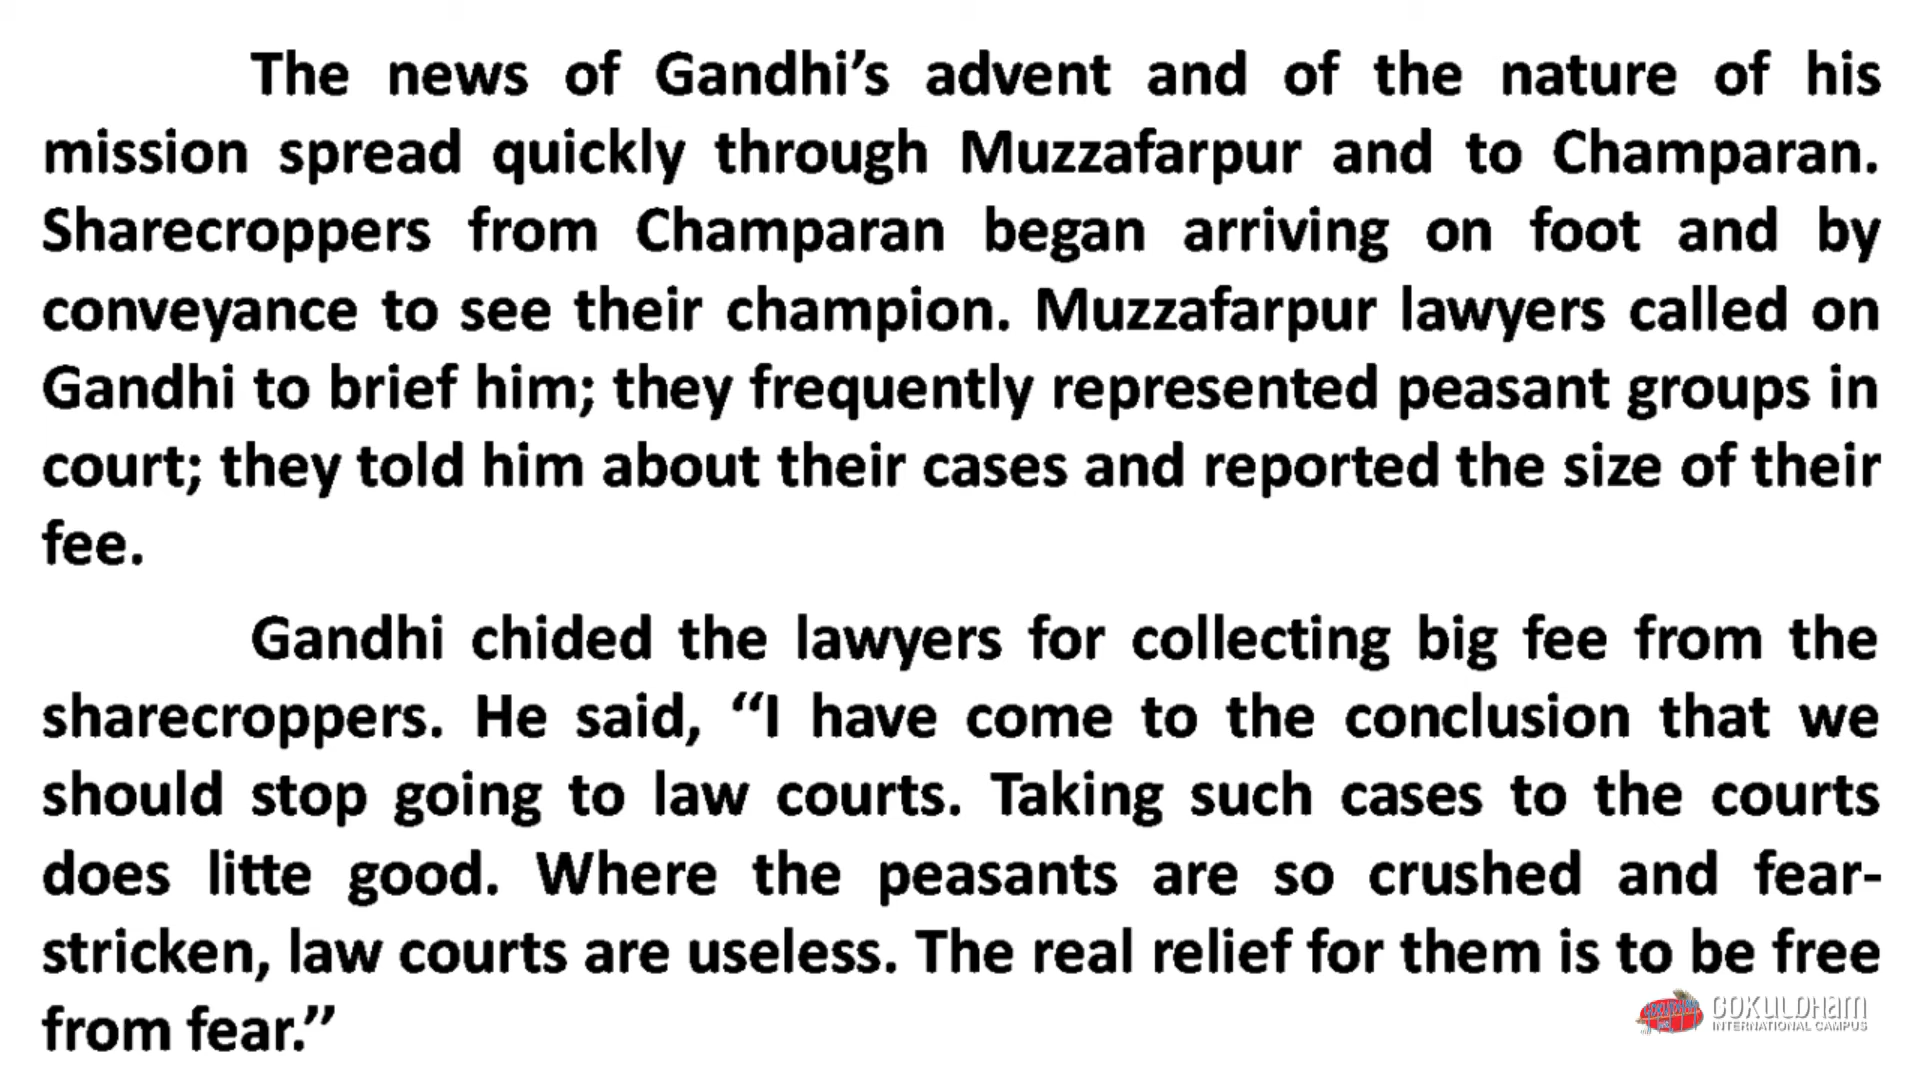 The news of Gandhi’s advent and of the nature of his
mission spread quickly through Muzzafarpur and to Champaran.
Sharecroppers from Champaran began arriving on foot and by
conveyance to see their champion. Muzzafarpur lawyers called on
Gandhi to brief him; they frequently represented peasant groups in
court; they told him about their cases and reported the size of their
fee.
Gandhi chided the lawyers for collecting big fee from the
sharecroppers. He said, “I have come to the conclusion that we
should stop going to law courts. Taking such cases to the courts
does litte good. Where the peasants are so crushed and fear-
stricken, law courts are useless. The real relief for them is to be free
from fear.”
GOKULDHAM
INTERNATIONAL CAMPUS